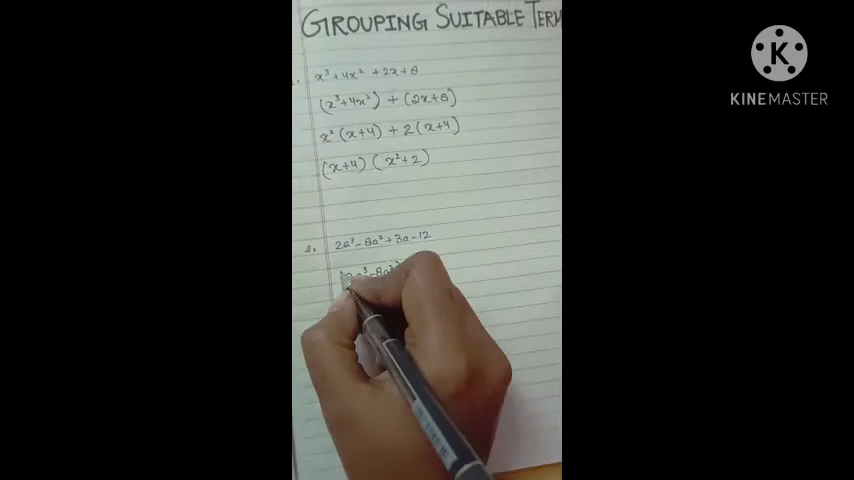 GROUPING SUITABLE TERM
x³ + 4x² + 2x + 8
(x³ + 4x²) + (2x + 8)
x² (x + 4) + 2 (x + 4)
(x + 4) (x² + 2)
2. 2a³ - 8a² + 3a - 12
- 8a²
K
KINEMASTER